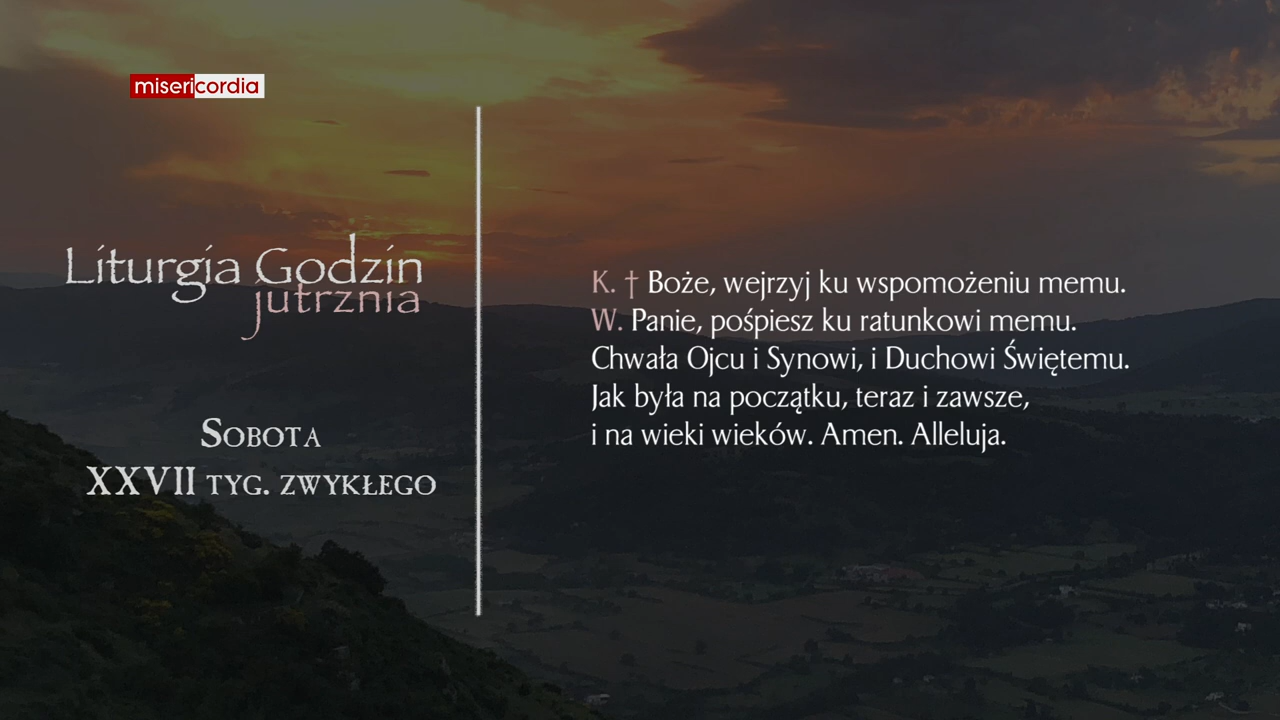 misericordia
Liturgia Godzin
jutrznia
Sobota
XXVII tyg. zwykłego
K. † Boże, wejrzyj ku wspomożeniu memu.
W. Panie, pośpiesz ku ratunkowi memu.
Chwała Ojcu i Synowi, i Duchowi Świętemu.
Jak była na początku, teraz i zawsze,
i na wieki wieków. Amen. Alleluja.